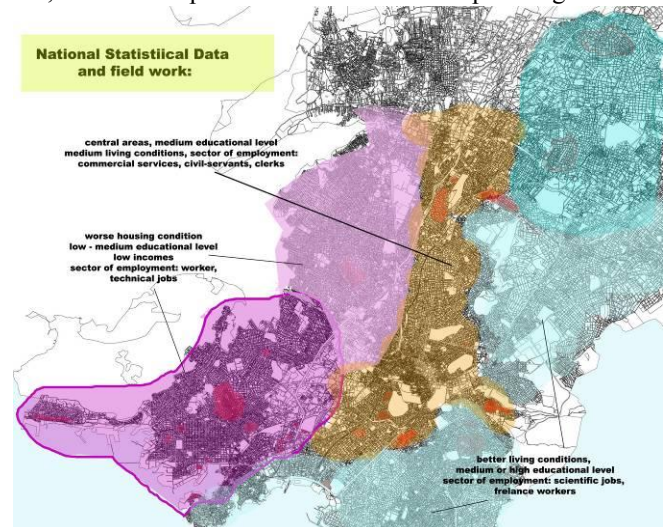 National Statistiical Data
and field work:
central areas, medium educational level
medium living conditions, sector of employment:
commercial services, civil-servants, clerks
worse housing condition
low - medium educational level
low incomes
sector of employment: worker,
technical jobs
better living conditions,
medium or high educational level
sector of employment: scientific jobs,
frelance workers